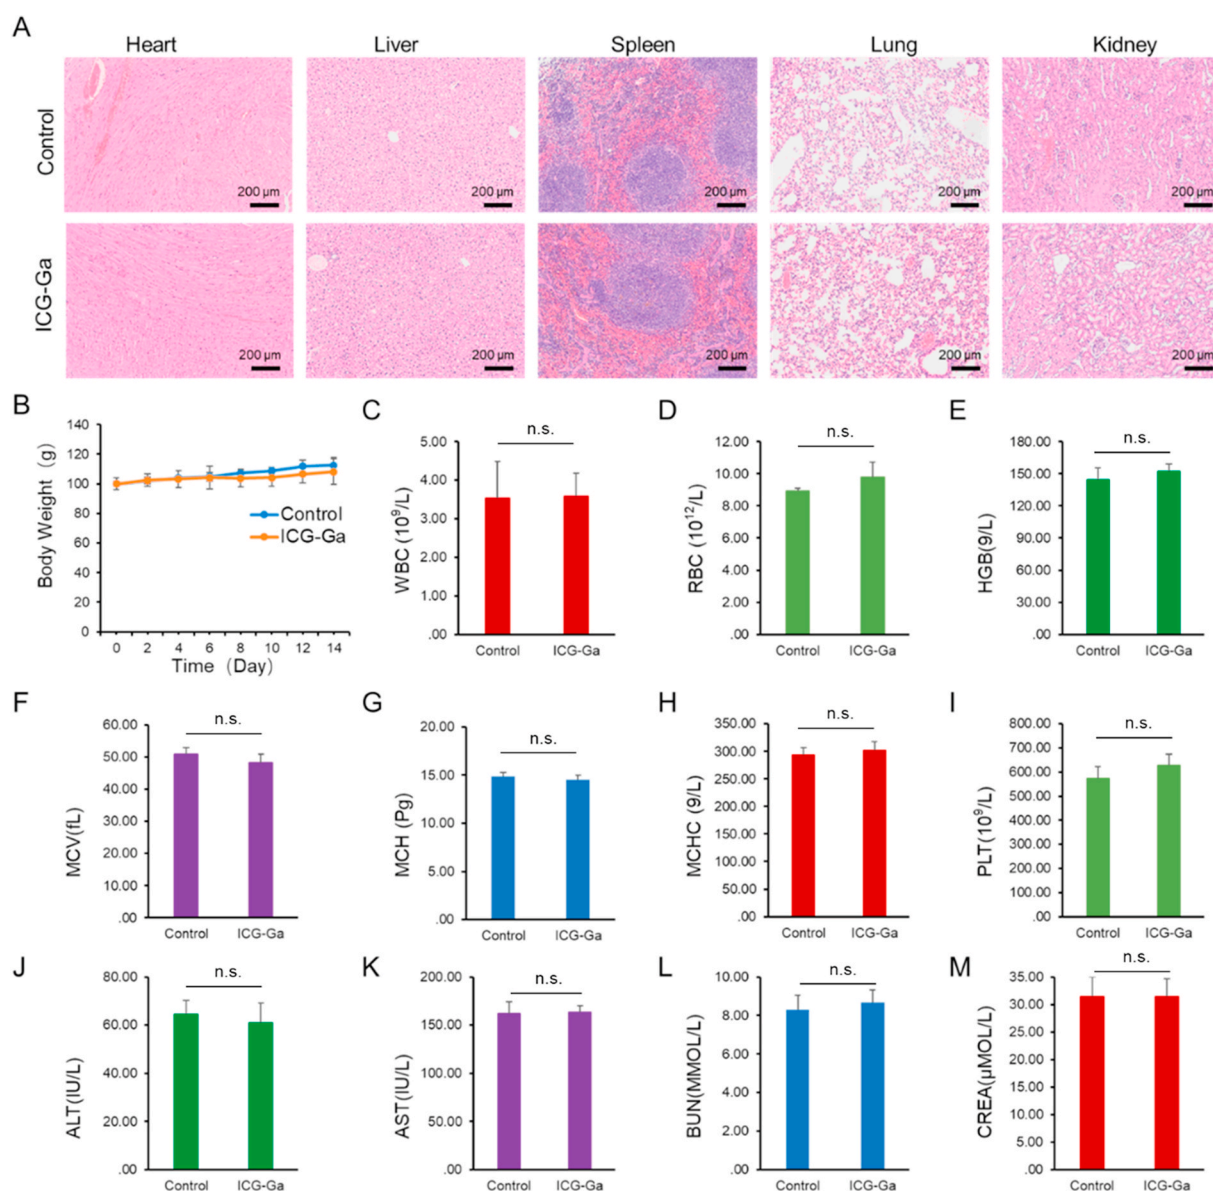 A
Heart Liver Spleen Lung Kidney
Control
200 μm 200 μm 200 μm 200 μm 200 μm
ICG-Ga
200 μm 200 μm 200 μm 200 μm 200 μm
B
Body Weight (g)
140
120
100
80
60
40
20
0
0 2 4 6 8 10 12 14
Time (Day)
Control
ICG-Ga
C
n.s.
WBC (10⁹/L)
5.00
4.00
3.00
2.00
1.00
.00
Control ICG-Ga
D
n.s.
RBC (10¹²/L)
12.00
10.00
8.00
6.00
4.00
2.00
.00
Control ICG-Ga
E
n.s.
HGB(9/L)
180.00
150.00
120.00
90.00
60.00
30.00
.00
Control ICG-Ga
F
n.s.
MCV(fL)
60.00
50.00
40.00
30.00
20.00
10.00
.00
Control ICG-Ga
G
n.s.
MCH (Pg)
20.00
15.00
10.00
5.00
.00
Control ICG-Ga
H
n.s.
MCHC (9/L)
350.00
300.00
250.00
200.00
150.00
100.00
50.00
.00
Control ICG-Ga
I
n.s.
PLT(10⁹/L)
800.00
700.00
600.00
500.00
400.00
300.00
200.00
100.00
.00
Control ICG-Ga
J
n.s.
ALT(IU/L)
80.00
60.00
40.00
20.00
.00
Control ICG-Ga
K
n.s.
AST(IU/L)
200.00
150.00
100.00
50.00
.00
Control ICG-Ga
L
n.s.
BUN(MMOL/L)
10.00
8.00
6.00
4.00
2.00
.00
Control ICG-Ga
M
n.s.
CREA(μMOL/L)
35.00
30.00
25.00
20.00
15.00
10.00
5.00
.00
Control ICG-Ga